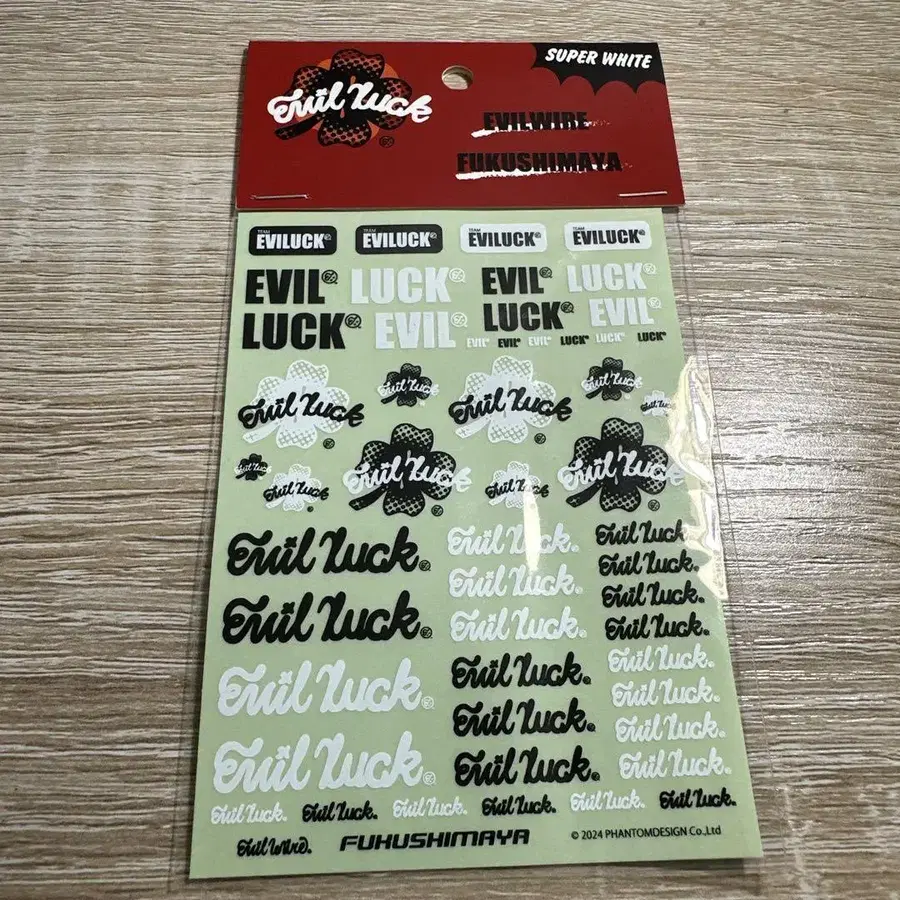 Evil Luck
SUPER WHITE
EVILWIRE
FUKUSHIMAYA
TEAM EVILUCK TEAM EVILUCK TEAM EVILUCK TEAM EVILUCK
EVIL LUCK EVIL LUCK
LUCK EVIL LUCK EVIL
EVIL EVIL EVIL LUCK LUCK LUCK
Evil Luck Evil Luck Evil Luck Evil Luck Evil Luck
Evil Luck Evil Luck Evil Luck Evil Luck Evil Luck
Evil Luck Evil Luck. Evil Luck.
Evil Luck.
Evil Luck. Evil Luck.
Evil Luck Evil Luck. Evil Luck.
Evil Luck Evil Luck. Evil Luck.
Evil Luck.
Evil Luck. Evil Luck.
Evil Luck Evil Luck. Evil Luck.
Evil Luck. Evil Luck. Evil Luck. Evil Luck. Evil Luck. Evil Luck.
Evil Wire. FUKUSHIMAYA © 2024 PHANTOMDESIGN Co.,Ltd